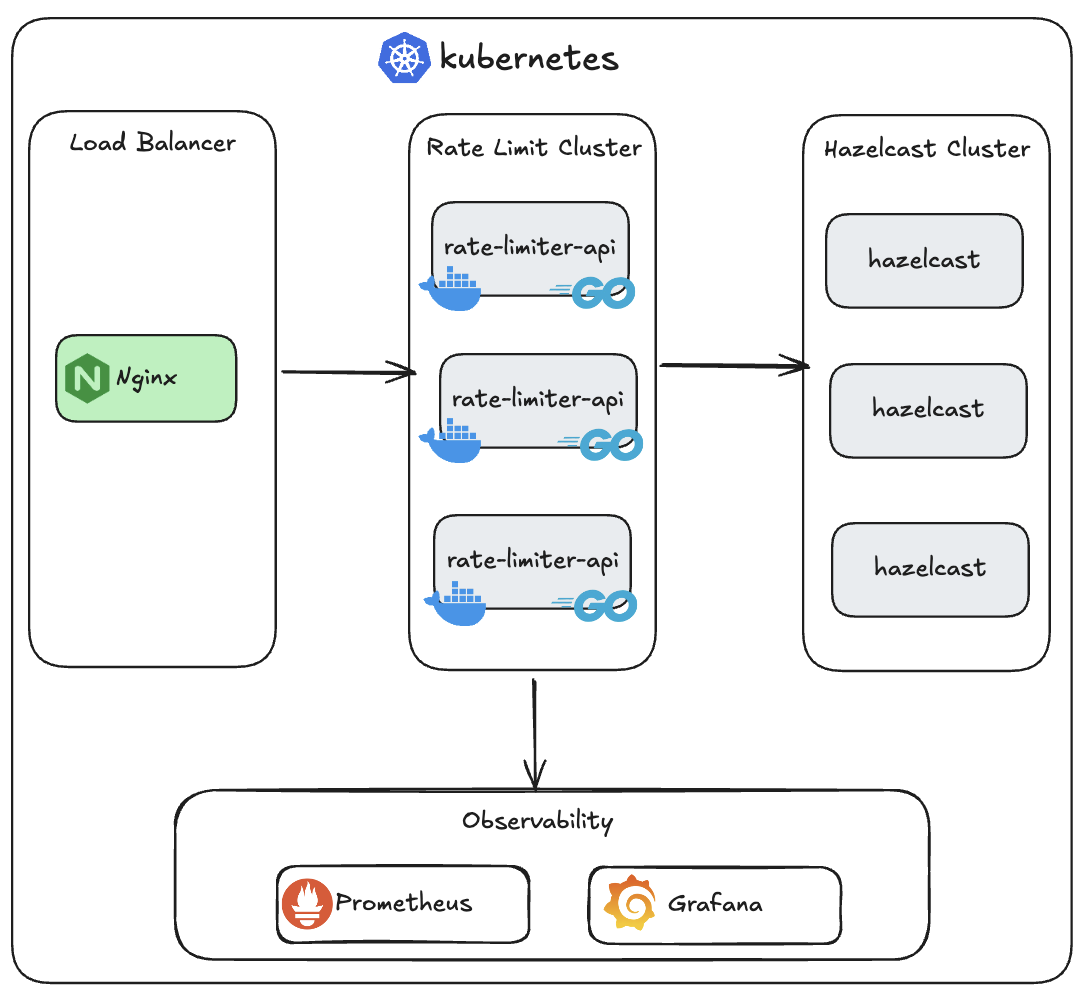 kubernetes
Load Balancer
Nginx
Rate Limit Cluster
rate-limiter-api
GO
rate-limiter-api
GO
rate-limiter-api
GO
Hazelcast Cluster
hazelcast
hazelcast
hazelcast
Observability
Prometheus
Grafana